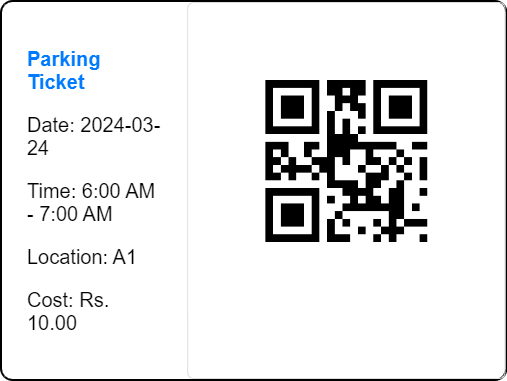 Parking
Ticket
Date: 2024-03-
24
Time: 6:00 AM
- 7:00 AM
Location: A1
Cost: Rs.
10.00